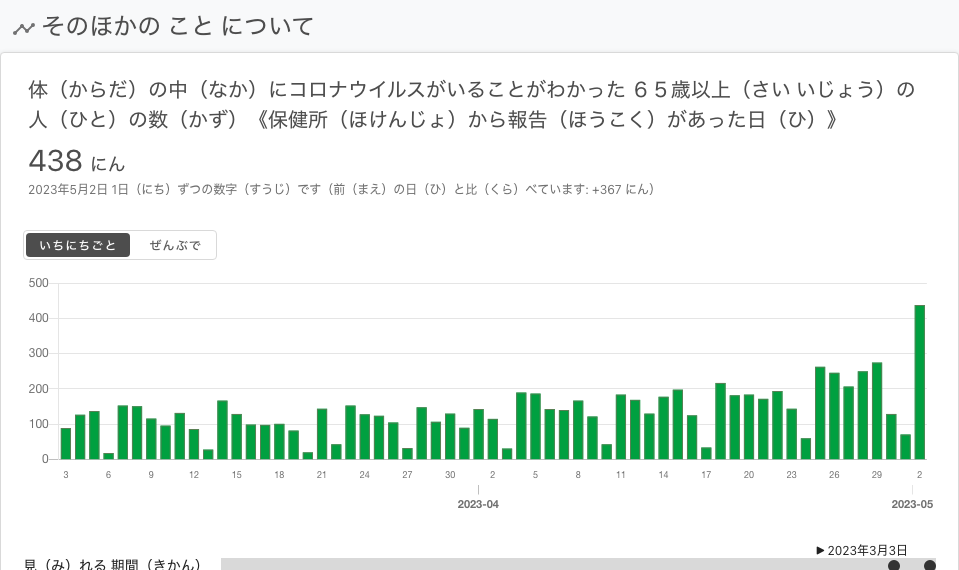 そのほかの こと について
体（からだ）の中（なか）にコロナウイルスがいることがわかった ６５歳以上（さい いじょう）の
人（ひと）の数（かず）《保健所（ほけんじょ）から報告（ほうこく）があった日（ひ）》
438 にん
2023年5月2日 1日（にち）ずつの数字（すうじ）です（前（まえ）の日（ひ）と比（くら）べています: +367 にん）
いちにちごと ぜんぶで
500
400
300
200
100
0
3 6 9 12 15 18 21 24 27 30 2 5 8 11 14 17 20 23 26 29 2
2023-04 2023-05
▶ 2023年3月3日
見（み）れる 期間（きかん）